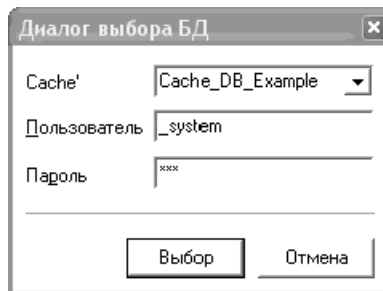 Диалог выбора БД
Cache' Cache_DB_Example
Пользователь _system
Пароль ***
Выбор Отмена